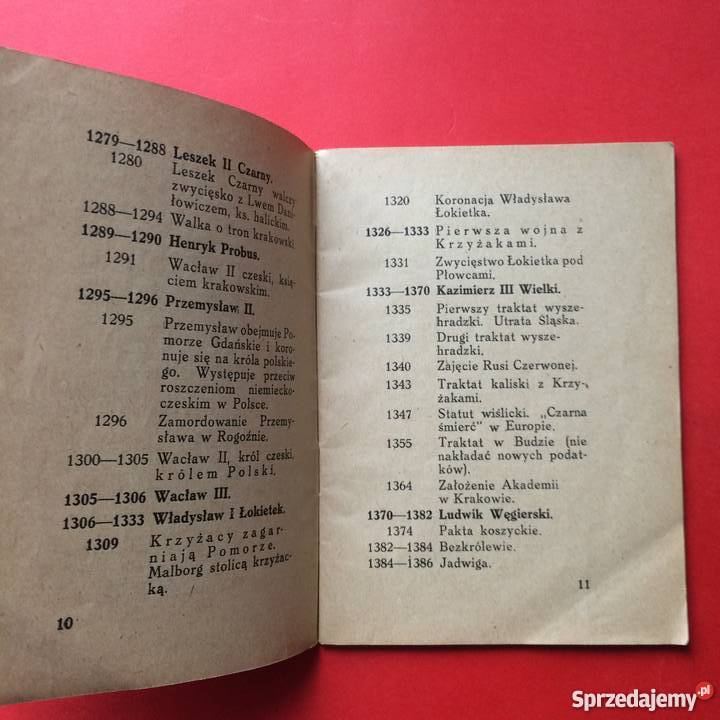 1279—1288 Leszek II Czarny.
1280 Leszek Czarny walczy
zwycięsko z Lwem Dani-
łowiczem, ks. halickim.
1288—1294 Walka o tron krakowski.
1289—1290 Henryk Probus.
1291 Wacław II czeski, ksią-
ciem krakowskim.
1295—1296 Przemysław II.
1295 Przemysław obejmuje Po-
morze Gdańskie i koro-
nuje się na króla polskie-
go. Występuje przeciw
roszczeniom niemiecko-
czeskim w Polsce.
1296 Zamordowanie Przemy-
sława w Rogoźnie.
1300—1305 Wacław II, król czeski,
królem Polski.
1305—1306 Wacław III.
1306—1333 Władysław I Łokietek.
1309 Krzyżacy zagar-
niają Pomorze.
Malborg stolicą krzyżac-
ką.
10
1320 Koronacja Władysława
Łokietka.
1326—1333 Pierwsza wojna z
Krzyżakami.
1331 Zwycięstwo Łokietka pod
Płowcami.
1333—1370 Kazimierz III Wielki.
1335 Pierwszy traktat wysze-
hradzki. Utrata Śląska.
1339 Drugi traktat wysze-
hradzki.
1340 Zajęcie Rusi Czerwonej.
1343 Traktat kaliski z Krzy-
żakami.
1347 Statut wiślicki. „Czarna
śmierć" w Europie.
1355 Traktat w Budzie (nie
nakładać nowych podat-
ków).
1364 Założenie Akademii
w Krakowie.
1370—1382 Ludwik Węgierski.
1374 Pakta koszyckie.
1382—1384 Bezkrólewie.
1384—1386 Jadwiga.
11
Sprzedajemy.pl